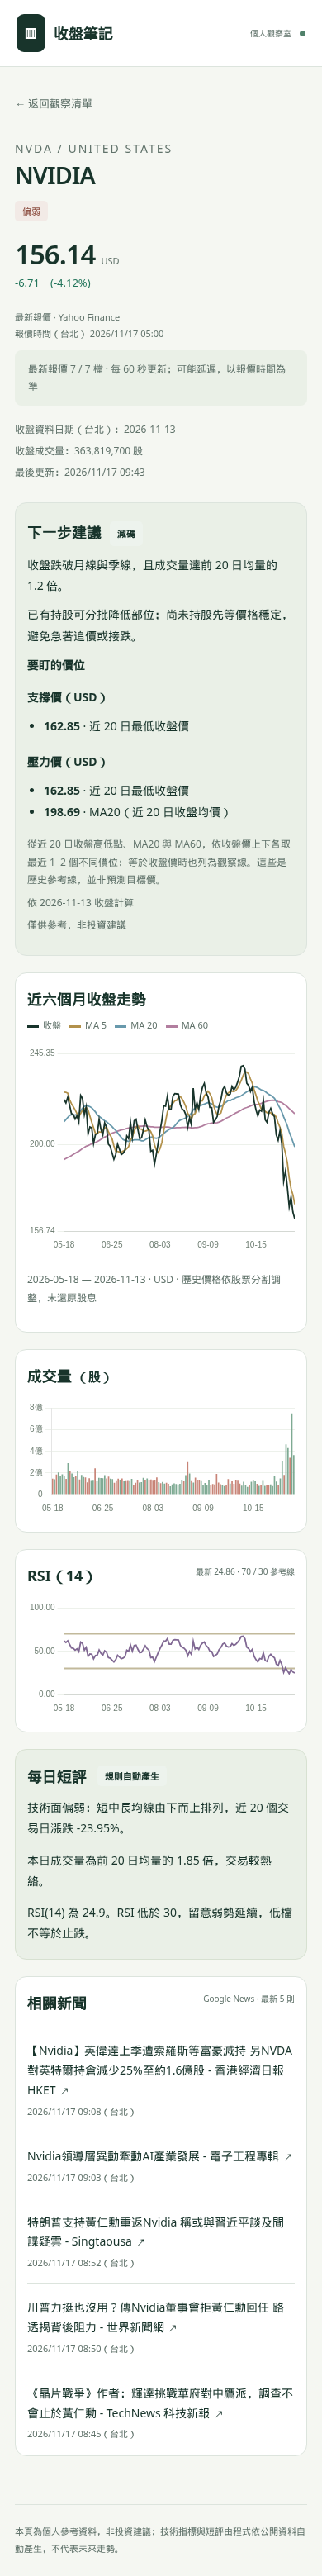 收盤筆記
個人觀察室
← 返回觀察清單
NVDA / UNITED STATES
NVIDIA
偏弱
156.14 USD
-6.71 (-4.12%)
最新報價 · Yahoo Finance
報價時間（台北） 2026/11/17 05:00
最新報價 7 / 7 檔 · 每 60 秒更新；可能延遲，以報價時間為
準
收盤資料日期（台北）：2026-11-13
收盤成交量：363,819,700 股
最後更新：2026/11/17 09:43
下一步建議 減碼
收盤跌破月線與季線，且成交量達前 20 日均量的
1.2 倍。
已有持股可分批降低部位；尚未持股先等價格穩定，
避免急著追價或接跌。
要盯的價位
支撐價（USD）
• 162.85 · 近 20 日最低收盤價
壓力價（USD）
• 162.85 · 近 20 日最低收盤價
• 198.69 · MA20（近 20 日收盤均價）
從近 20 日收盤高低點、MA20 與 MA60，依收盤價上下各取
最近 1–2 個不同價位；等於收盤價時也列為觀察線。這些是
歷史參考線，並非預測目標價。
依 2026-11-13 收盤計算
僅供參考，非投資建議
近六個月收盤走勢
收盤 MA 5 MA 20 MA 60
245.35
200.00
156.74
05-18 06-25 08-03 09-09 10-15
2026-05-18 — 2026-11-13 · USD · 歷史價格依股票分割調
整，未還原股息
成交量（股）
8億
6億
4億
2億
0
05-18 06-25 08-03 09-09 10-15
RSI（14） 最新 24.86 · 70 / 30 參考線
100.00
50.00
0.00
05-18 06-25 08-03 09-09 10-15
每日短評 規則自動產生
技術面偏弱：短中長均線由下而上排列，近 20 個交
易日漲跌 -23.95%。
本日成交量為前 20 日均量的 1.85 倍，交易較熱
絡。
RSI(14) 為 24.9。RSI 低於 30，留意弱勢延續，低檔
不等於止跌。
相關新聞 Google News · 最新 5 則
【Nvidia】英偉達上季遭索羅斯等富豪減持 另NVDA
對英特爾持倉減少25%至約1.6億股 - 香港經濟日報
HKET ↗
2026/11/17 09:08（台北）
Nvidia領導層異動牽動AI產業發展 - 電子工程專輯 ↗
2026/11/17 09:03（台北）
特朗普支持黃仁勳重返Nvidia 稱或與習近平談及間
諜疑雲 - Singtaousa ↗
2026/11/17 08:52（台北）
川普力挺也沒用？傳Nvidia董事會拒黃仁勳回任 路
透揭背後阻力 - 世界新聞網 ↗
2026/11/17 08:50（台北）
《晶片戰爭》作者：輝達挑戰華府對中鷹派，調查不
會止於黃仁勳 - TechNews 科技新報 ↗
2026/11/17 08:45（台北）
本頁為個人參考資料，非投資建議；技術指標與短評由程式依公開資料自
動產生，不代表未來走勢。